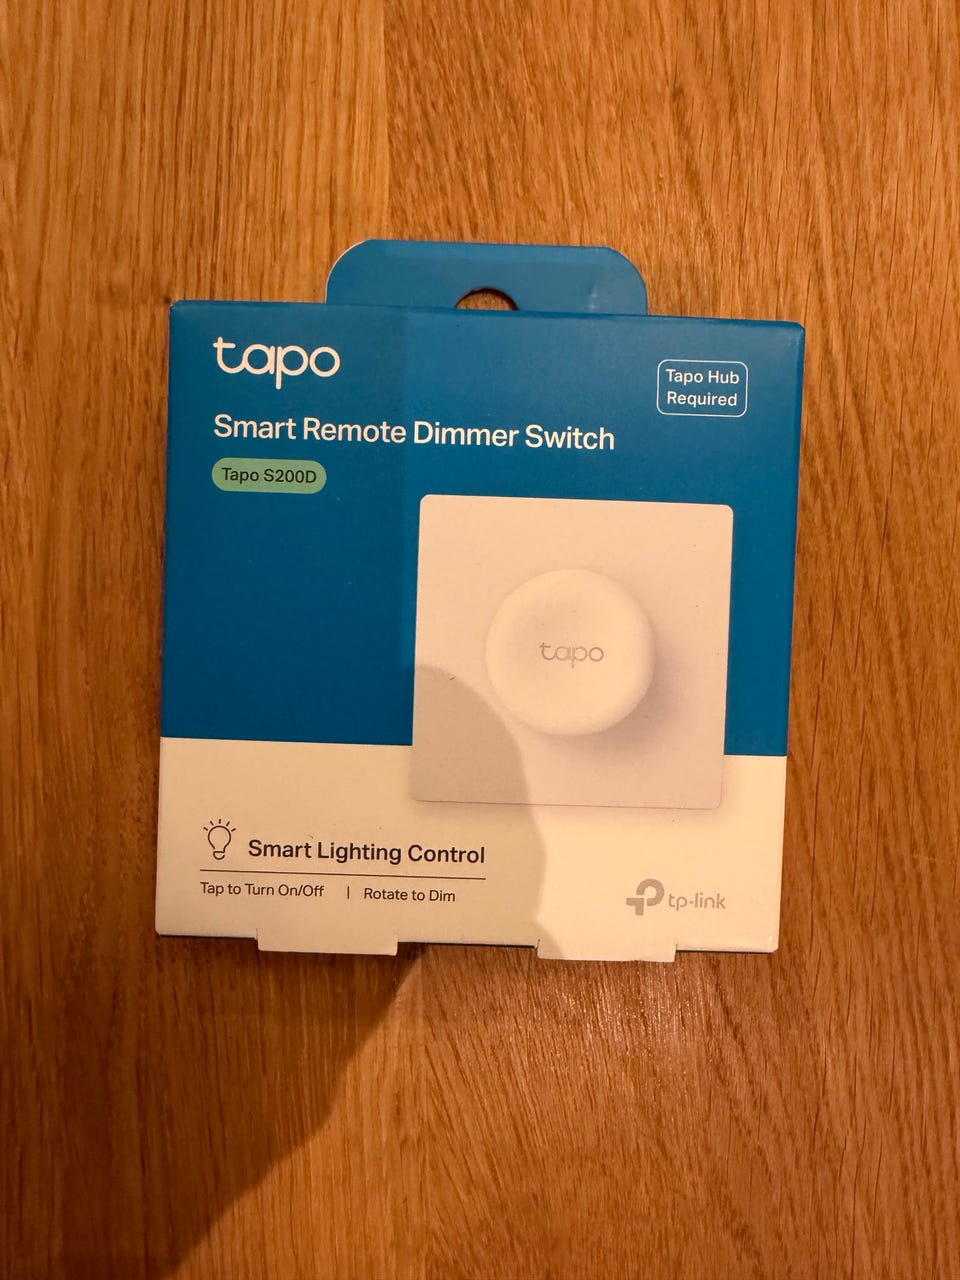 tapo
Tapo Hub
Required
Smart Remote Dimmer Switch
Tapo S200D
tapo
Smart Lighting Control
Tap to Turn On/Off | Rotate to Dim
tp-link